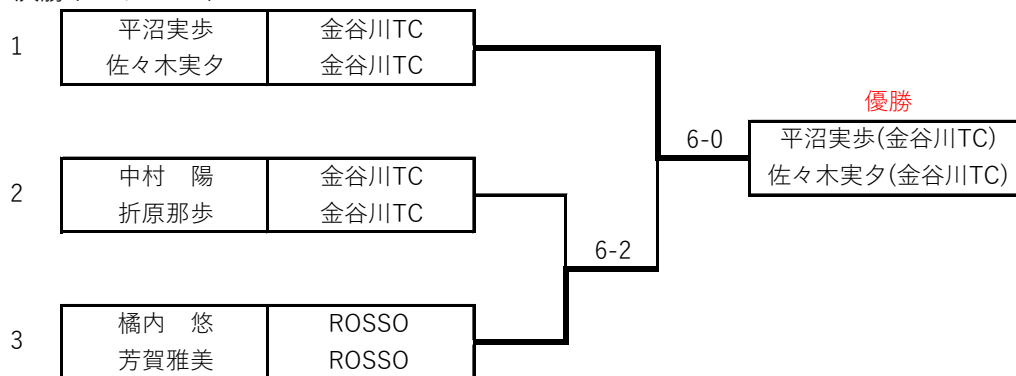 1
平沼実歩 金谷川TC
佐々木実夕 金谷川TC
優勝
6-0
平沼実歩(金谷川TC)
佐々木実夕(金谷川TC)
2
中村　陽 金谷川TC
折原那歩 金谷川TC
6-2
3
橘内　悠 ROSSO
芳賀雅美 ROSSO